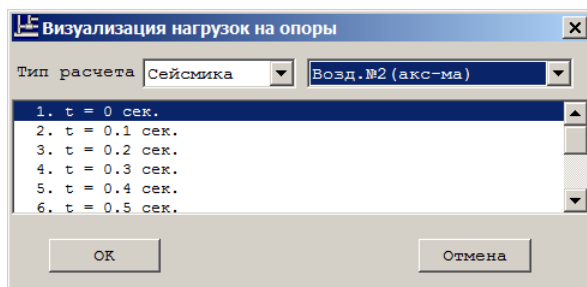 Визуализация нагрузок на опоры
Тип расчета Сейсмика Возд.№2(акс-ма)
1. t = 0 сек.
2. t = 0.1 сек.
3. t = 0.2 сек.
4. t = 0.3 сек.
5. t = 0.4 сек.
6. t = 0.5 сек.
OK Отмена